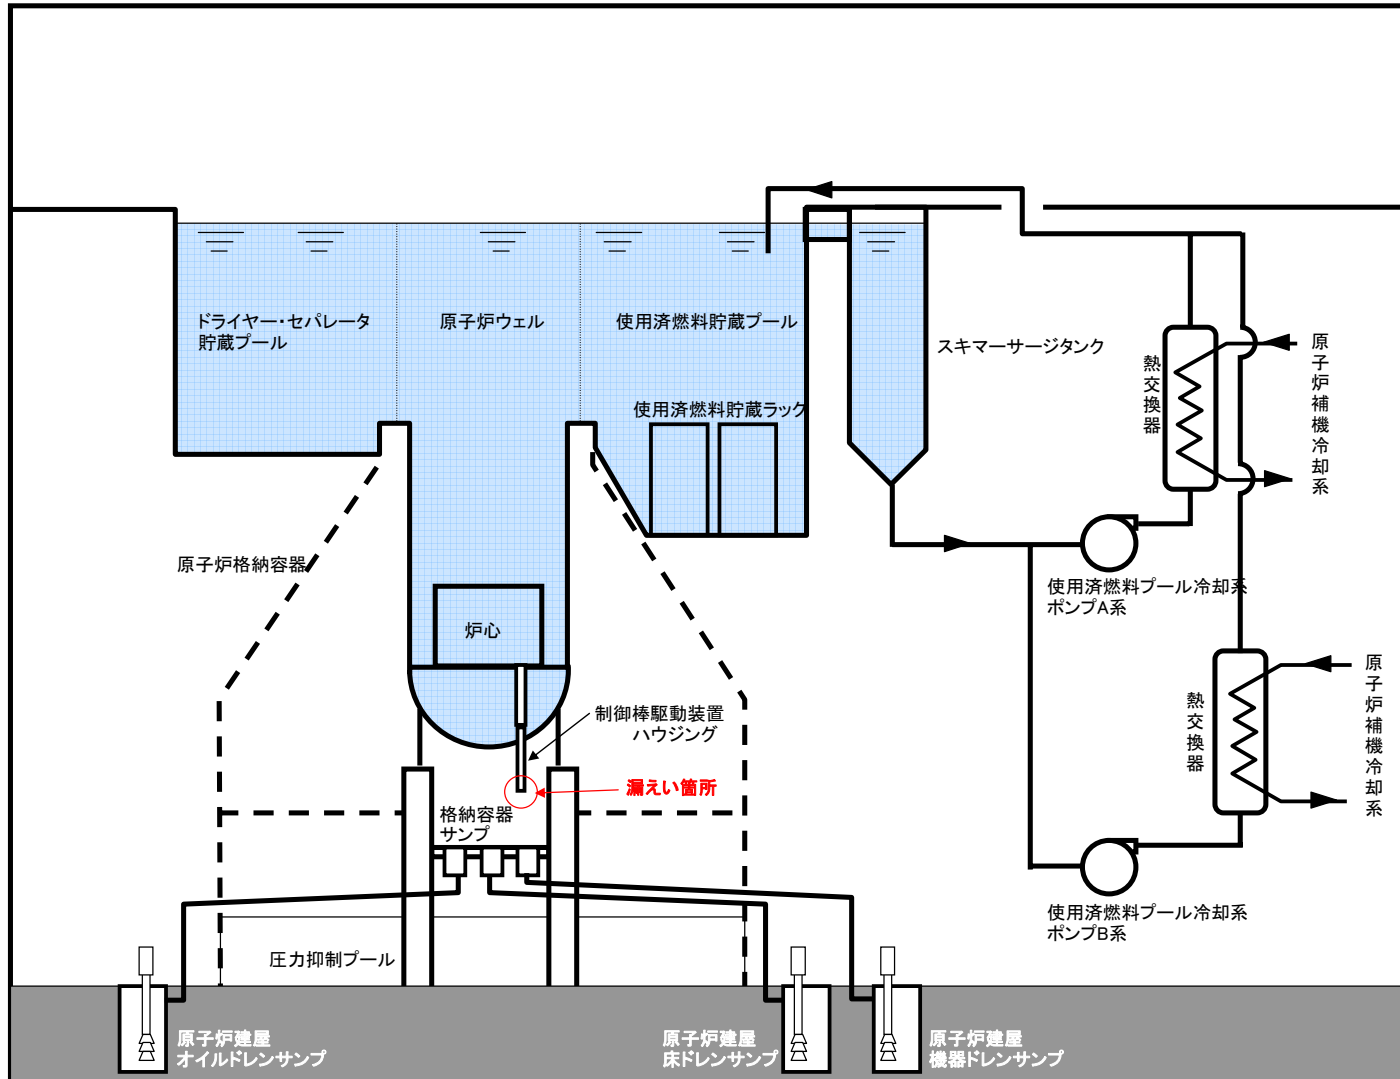 ドライヤー・セパレータ
貯蔵プール
原子炉ウェル
使用済燃料貯蔵プール
スキマーサージタンク
使用済燃料貯蔵ラック
熱交換器
原子炉補機冷却系
原子炉格納容器
使用済燃料プール冷却系
ポンプA系
炉心
制御棒駆動装置
ハウジング
漏えい箇所
熱交換器
原子炉補機冷却系
格納容器
サンプ
使用済燃料プール冷却系
ポンプB系
圧力抑制プール
原子炉建屋
オイルドレンサンプ
原子炉建屋
床ドレンサンプ
原子炉建屋
機器ドレンサンプ